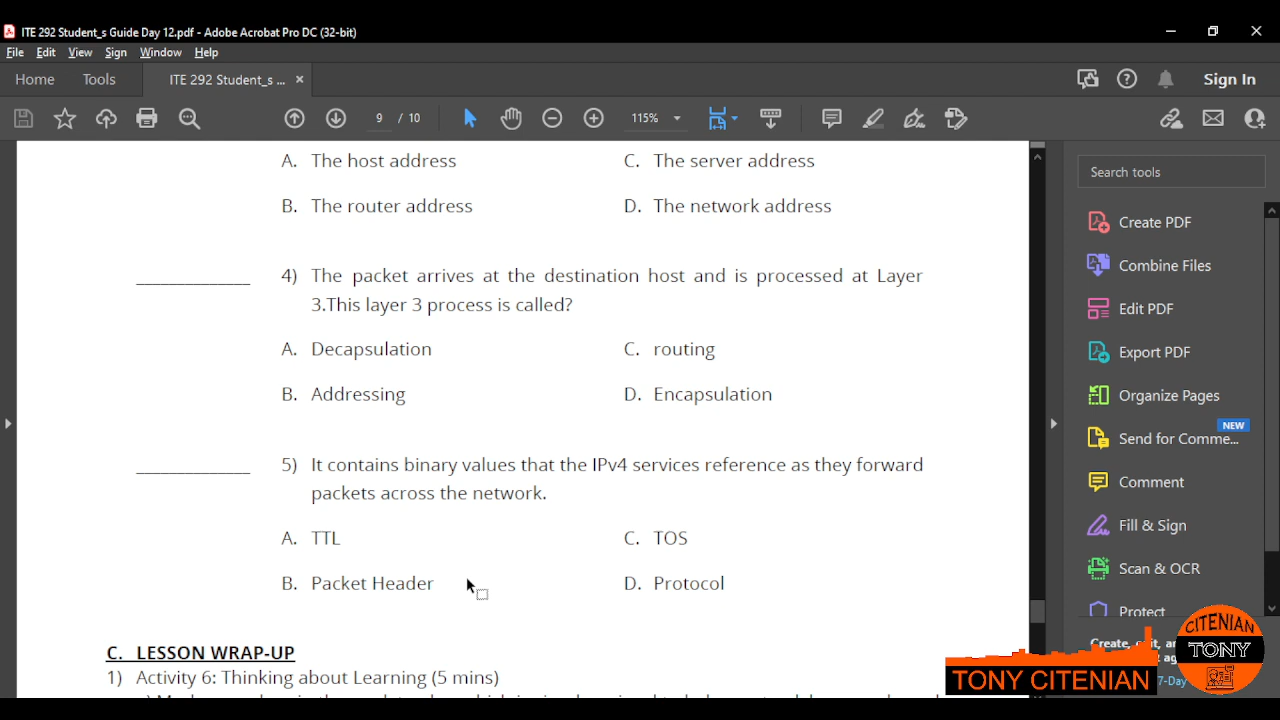 ITE 292 Student_s Guide Day 12.pdf - Adobe Acrobat Pro DC (32-bit)
File Edit View Sign Window Help
Home Tools ITE 292 Student_s ... × Sign In
9 / 10 115%
A. The host address C. The server address
Search tools
B. The router address D. The network address
Create PDF
Combine Files
4) The packet arrives at the destination host and is processed at Layer
3.This layer 3 process is called?
Edit PDF
A. Decapsulation C. routing
Export PDF
B. Addressing D. Encapsulation
Organize Pages
NEW
Send for Comme...
5) It contains binary values that the IPv4 services reference as they forward
packets across the network.
Comment
A. TTL C. TOS
Fill & Sign
B. Packet Header D. Protocol
Scan & OCR
Protect
C. LESSON WRAP-UP
1) Activity 6: Thinking about Learning (5 mins)
Create,
7-Day
TONY CITENIAN
CITENIAN
TONY